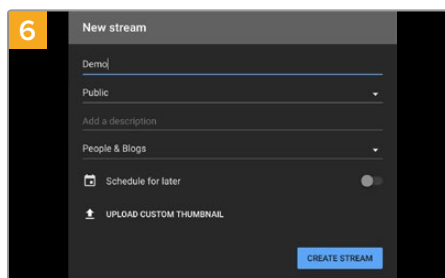 6
New stream
Demo
Public
Add a description
People & Blogs
Schedule for later
UPLOAD CUSTOM THUMBNAIL
CREATE STREAM